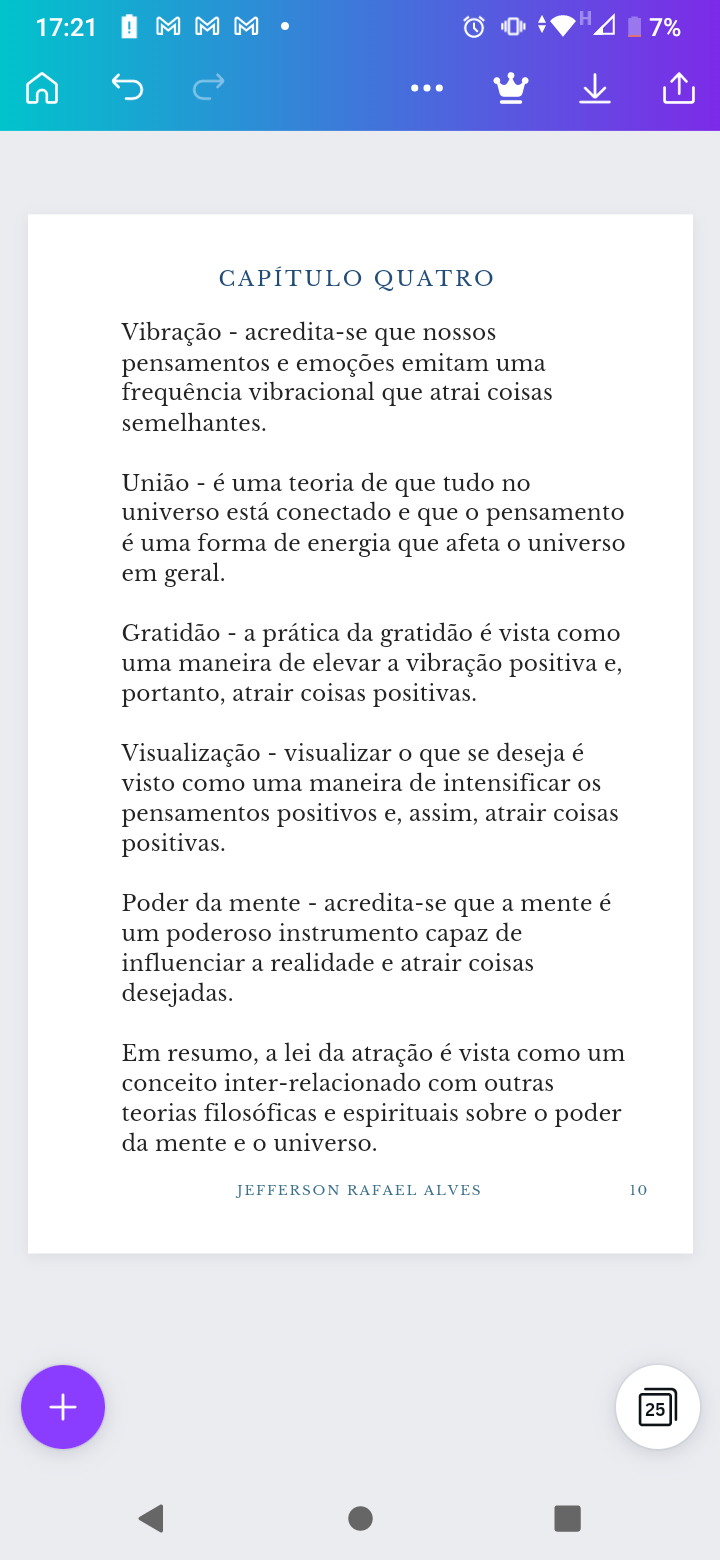 17:21
H
7%
CAPÍTULO QUATRO
Vibração - acredita-se que nossos
pensamentos e emoções emitam uma
frequência vibracional que atrai coisas
semelhantes.
União - é uma teoria de que tudo no
universo está conectado e que o pensamento
é uma forma de energia que afeta o universo
em geral.
Gratidão - a prática da gratidão é vista como
uma maneira de elevar a vibração positiva e,
portanto, atrair coisas positivas.
Visualização - visualizar o que se deseja é
visto como uma maneira de intensificar os
pensamentos positivos e, assim, atrair coisas
positivas.
Poder da mente - acredita-se que a mente é
um poderoso instrumento capaz de
influenciar a realidade e atrair coisas
desejadas.
Em resumo, a lei da atração é vista como um
conceito inter-relacionado com outras
teorias filosóficas e espirituais sobre o poder
da mente e o universo.
JEFFERSON RAFAEL ALVES 10
25